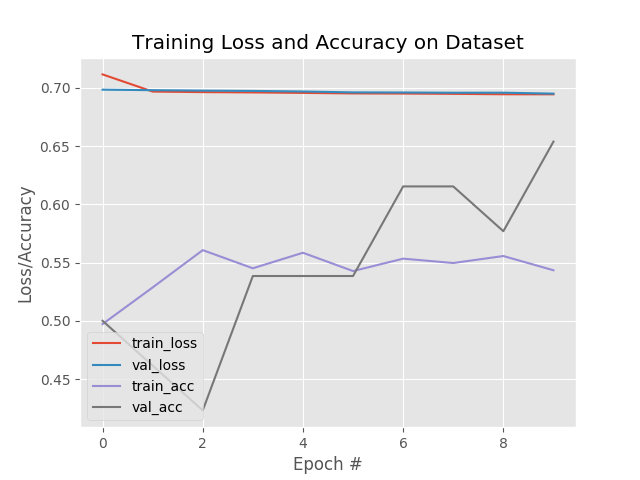 Training Loss and Accuracy on Dataset
0.70
0.65
0.60
0.55
0.50
0.45
Loss/Accuracy
train_loss
val_loss
train_acc
val_acc
0 2 4 6 8
Epoch #